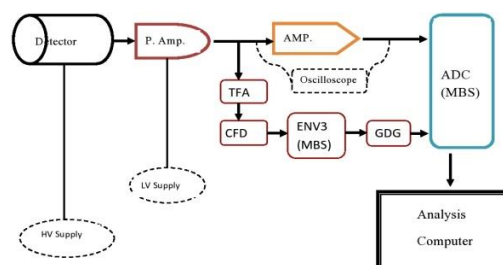 Detector
P. Amp.
AMP.
Oscilloscope
ADC
(MBS)
TFA
CFD
ENV3
(MBS)
GDG
LV Supply
HV Supply
Analysis
Computer